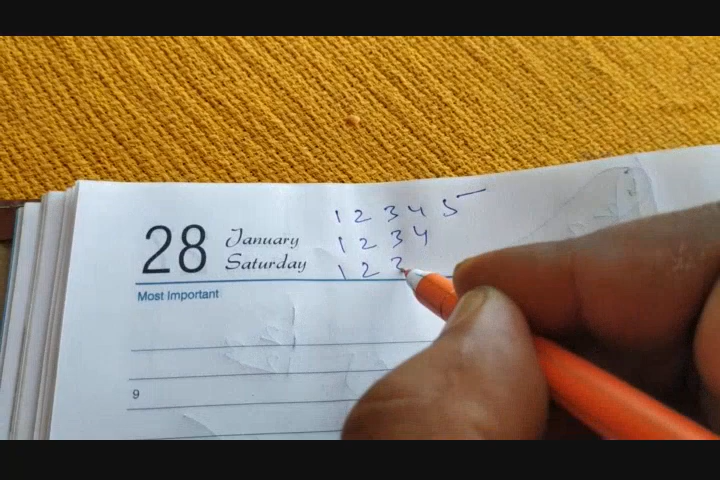 1 2 3 4 5
28 January 1 2 3 4
Saturday 1 2 3
Most Important
9